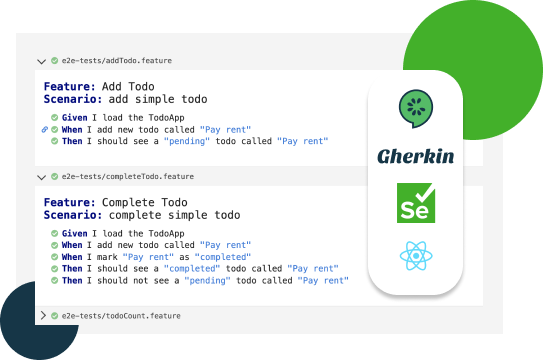 e2e-tests/addTodo.feature
Feature: Add Todo
Scenario: add simple todo
Given I load the TodoApp
When I add new todo called "Pay rent"
Then I should see a "pending" todo called "Pay rent"
e2e-tests/completeTodo.feature
Feature: Complete Todo
Scenario: complete simple todo
Given I load the TodoApp
When I add new todo called "Pay rent"
When I mark "Pay rent" as "completed"
Then I should see a "completed" todo called "Pay rent"
Then I should not see a "pending" todo called "Pay rent"
e2e-tests/todoCount.feature
Gherkin
Se